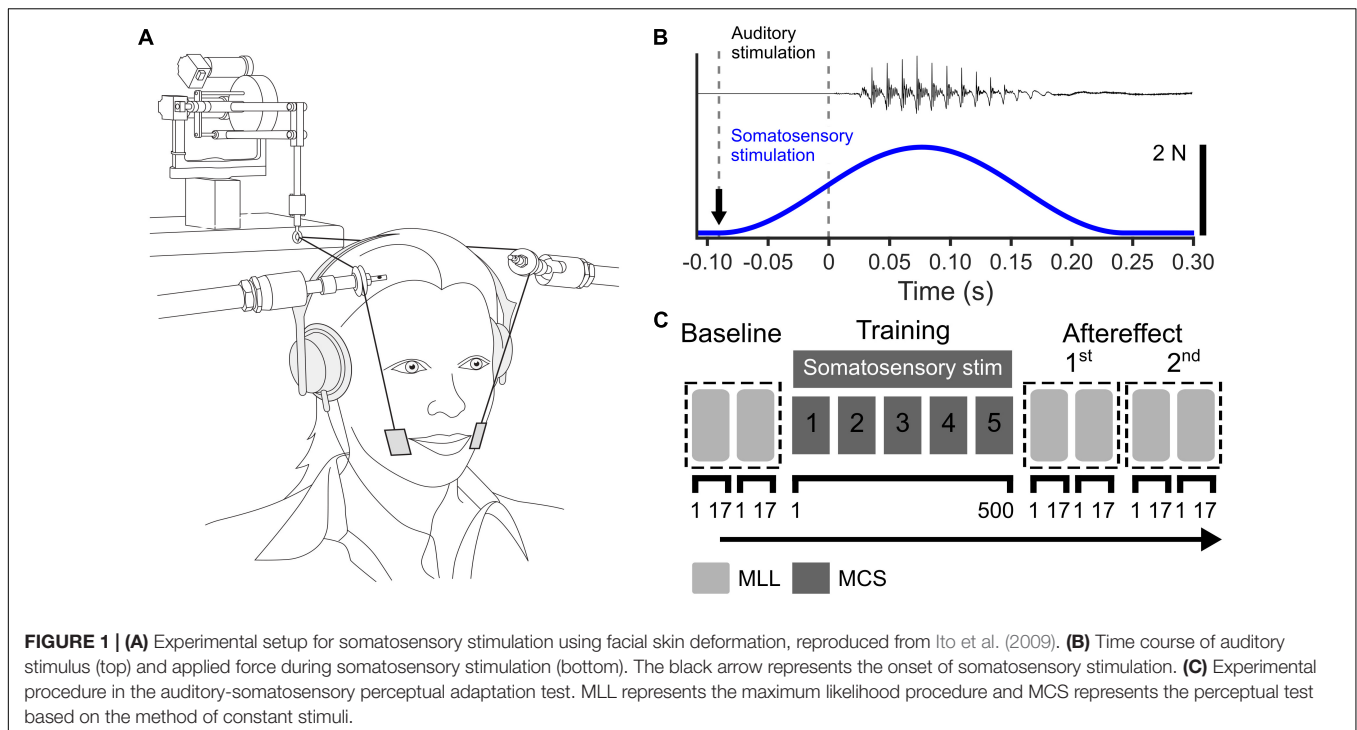 A
B
Auditory
stimulation
Somatosensory
stimulation
2 N
-0.10 -0.05 0 0.05 0.10 0.15 0.20 0.25 0.30
Time (s)
C
Baseline Training Aftereffect
1st 2nd
Somatosensory stim
1 2 3 4 5
1 17 1 17 1 500 1 17 1 17 1 17 1 17
MLL MCS
FIGURE 1 | (A) Experimental setup for somatosensory stimulation using facial skin deformation, reproduced from Ito et al. (2009). (B) Time course of auditory
stimulus (top) and applied force during somatosensory stimulation (bottom). The black arrow represents the onset of somatosensory stimulation. (C) Experimental
procedure in the auditory-somatosensory perceptual adaptation test. MLL represents the maximum likelihood procedure and MCS represents the perceptual test
based on the method of constant stimuli.